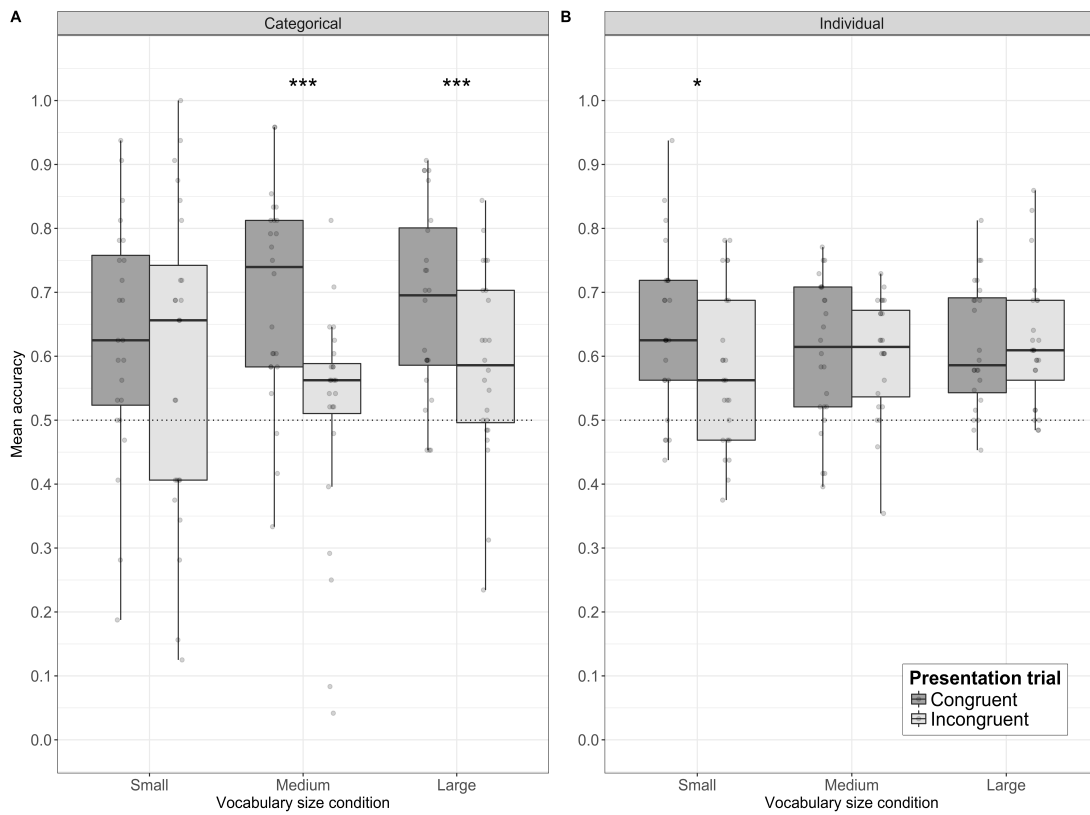 A
Categorical
***
***
1.0
0.9
0.8
0.7
0.6
0.5
0.4
0.3
0.2
0.1
0.0
Mean accuracy
Small
Medium
Large
Vocabulary size condition
B
Individual
*
1.0
0.9
0.8
0.7
0.6
0.5
0.4
0.3
0.2
0.1
0.0
Presentation trial
Congruent
Incongruent
Small
Medium
Large
Vocabulary size condition